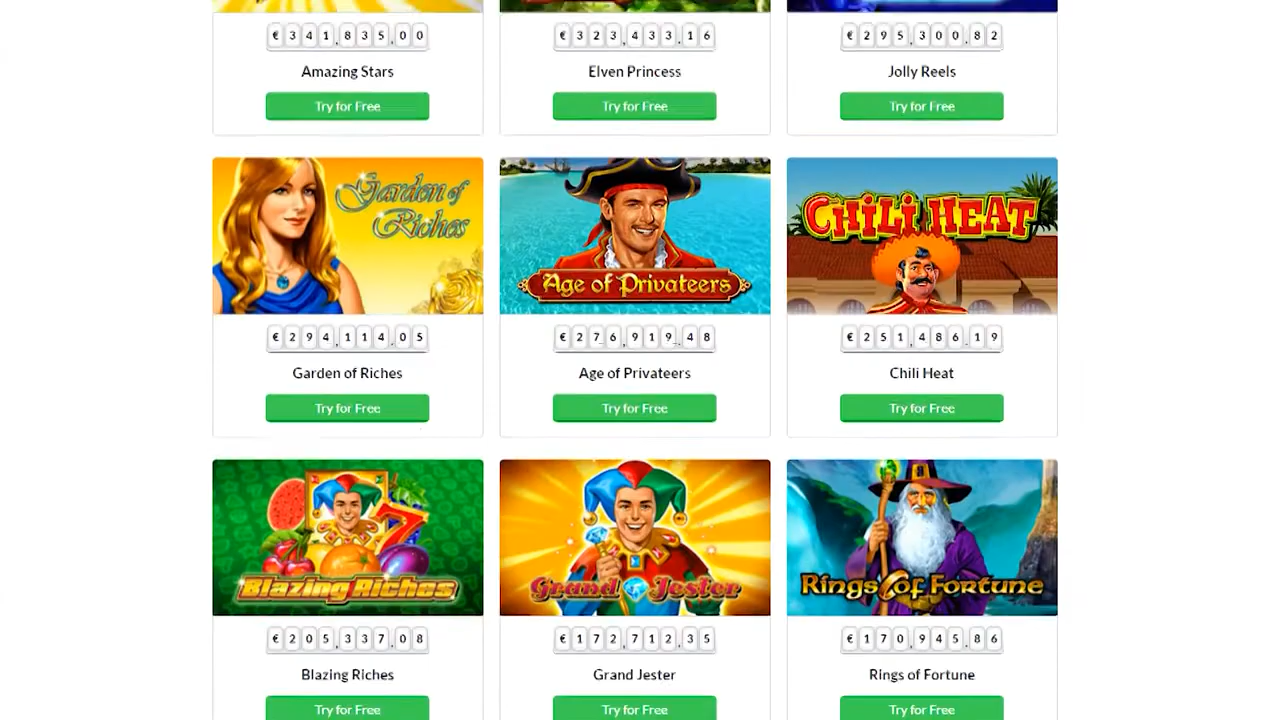 €341,835.00
€323,433.16
€295,300.82
Amazing Stars
Elven Princess
Jolly Reels
Try for Free
Try for Free
Try for Free
Garden of
Riches
Age of Privateers
CHILI HEAT
€294,114.05
€276,919.48
€251,486.19
Garden of Riches
Age of Privateers
Chili Heat
Try for Free
Try for Free
Try for Free
7
Blazing Riches
Grand Jester
Rings of Fortune
€205,337.08
€172,712.35
€170,945.86
Blazing Riches
Grand Jester
Rings of Fortune
Try for Free
Try for Free
Try for Free